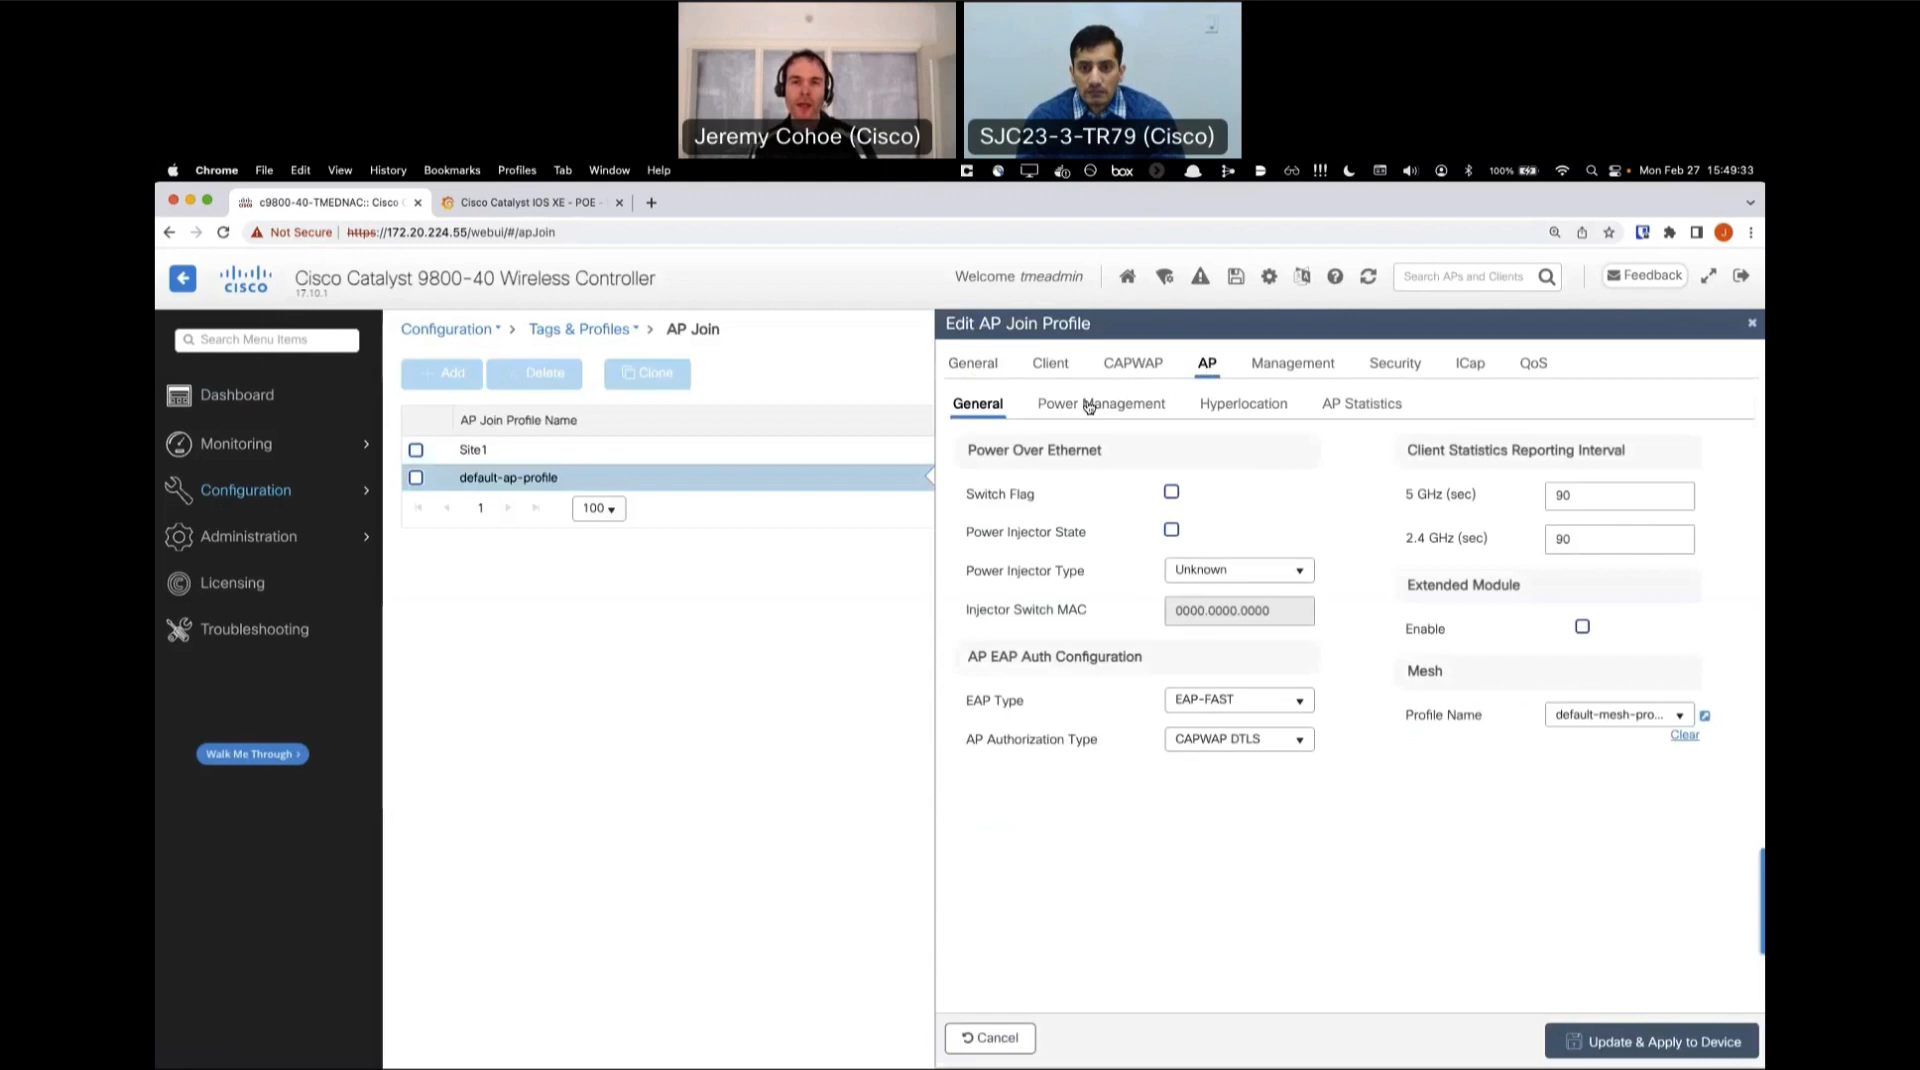 Jeremy Cohoe (Cisco)
SJC23-3-TR79 (Cisco)
Chrome File Edit View History Bookmarks Profiles Tab Window Help
box
!!!
100%
Mon Feb 27 15:49:33
c9800-40-TMEDNAC:: Cisco
Cisco Catalyst IOS XE - POE -
Not Secure
https://172.20.224.55/webui/#/apJoin
J
CISCO
Cisco Catalyst 9800-40 Wireless Controller
17.10.1
Welcome tmeadmin
Search APs and Clients
Feedback
Search Menu Items
Dashboard
Monitoring
Configuration
Administration
Licensing
Troubleshooting
Walk Me Through >
Configuration > Tags & Profiles > AP Join
Add
Delete
Clone
AP Join Profile Name
Site1
default-ap-profile
1
100
Edit AP Join Profile
General Client CAPWAP AP Management Security ICap QoS
General Power Management Hyperlocation AP Statistics
Power Over Ethernet
Switch Flag
Power Injector State
Power Injector Type
Unknown
Injector Switch MAC
0000.0000.0000
AP EAP Auth Configuration
EAP Type
EAP-FAST
AP Authorization Type
CAPWAP DTLS
Client Statistics Reporting Interval
5 GHz (sec)
90
2.4 GHz (sec)
90
Extended Module
Enable
Mesh
Profile Name
default-mesh-pro...
Clear
Cancel
Update & Apply to Device